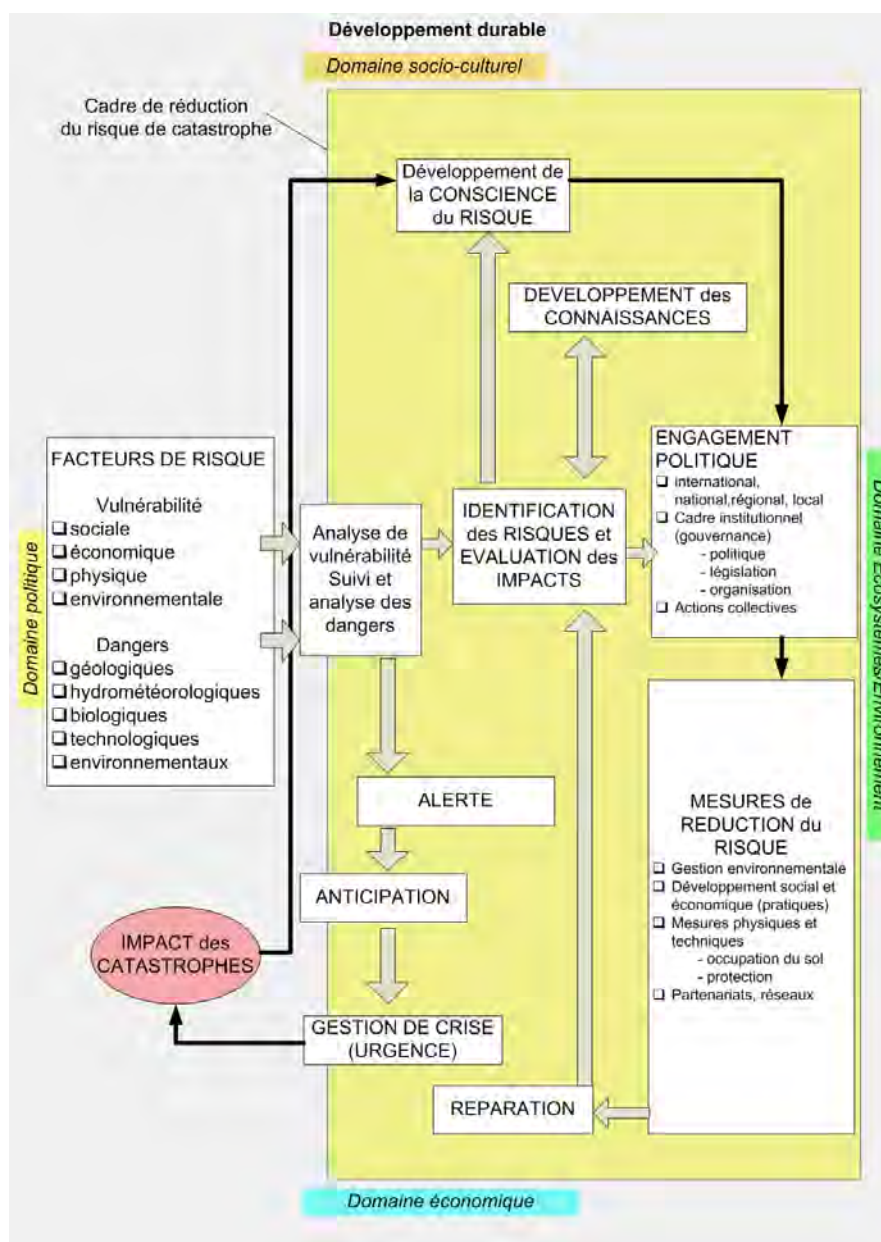 Développement durable
Domaine socio-culturel
Cadre de réduction
du risque de catastrophe
Développement de
la CONSCIENCE
du RISQUE
DEVELOPPEMENT des
CONNAISSANCES
FACTEURS DE RISQUE
Vulnérabilité
❑ sociale
❑ économique
❑ physique
❑ environnementale
Dangers
❑ géologiques
❑ hydrométéorologiques
❑ biologiques
❑ technologiques
❑ environnementaux
Domaine politique
Analyse de
vulnérabilité
Suivi et
analyse des
dangers
IDENTIFICATION
des RISQUES et
EVALUATION des
IMPACTS
ENGAGEMENT
POLITIQUE
❑ international,
national,régional, local
❑ Cadre institutionnel
(gouvernance)
- politique
- législation
- organisation
❑ Actions collectives
Domaine Ecosystèmes/Environnement
ALERTE
ANTICIPATION
IMPACT des
CATASTROPHES
GESTION DE CRISE
(URGENCE)
MESURES de
REDUCTION du
RISQUE
❑ Gestion environnementale
❑ Développement social et
économique (pratiques)
❑ Mesures physiques et
techniques
- occupation du sol
- protection
❑ Partenariats, réseaux
REPARATION
Domaine économique